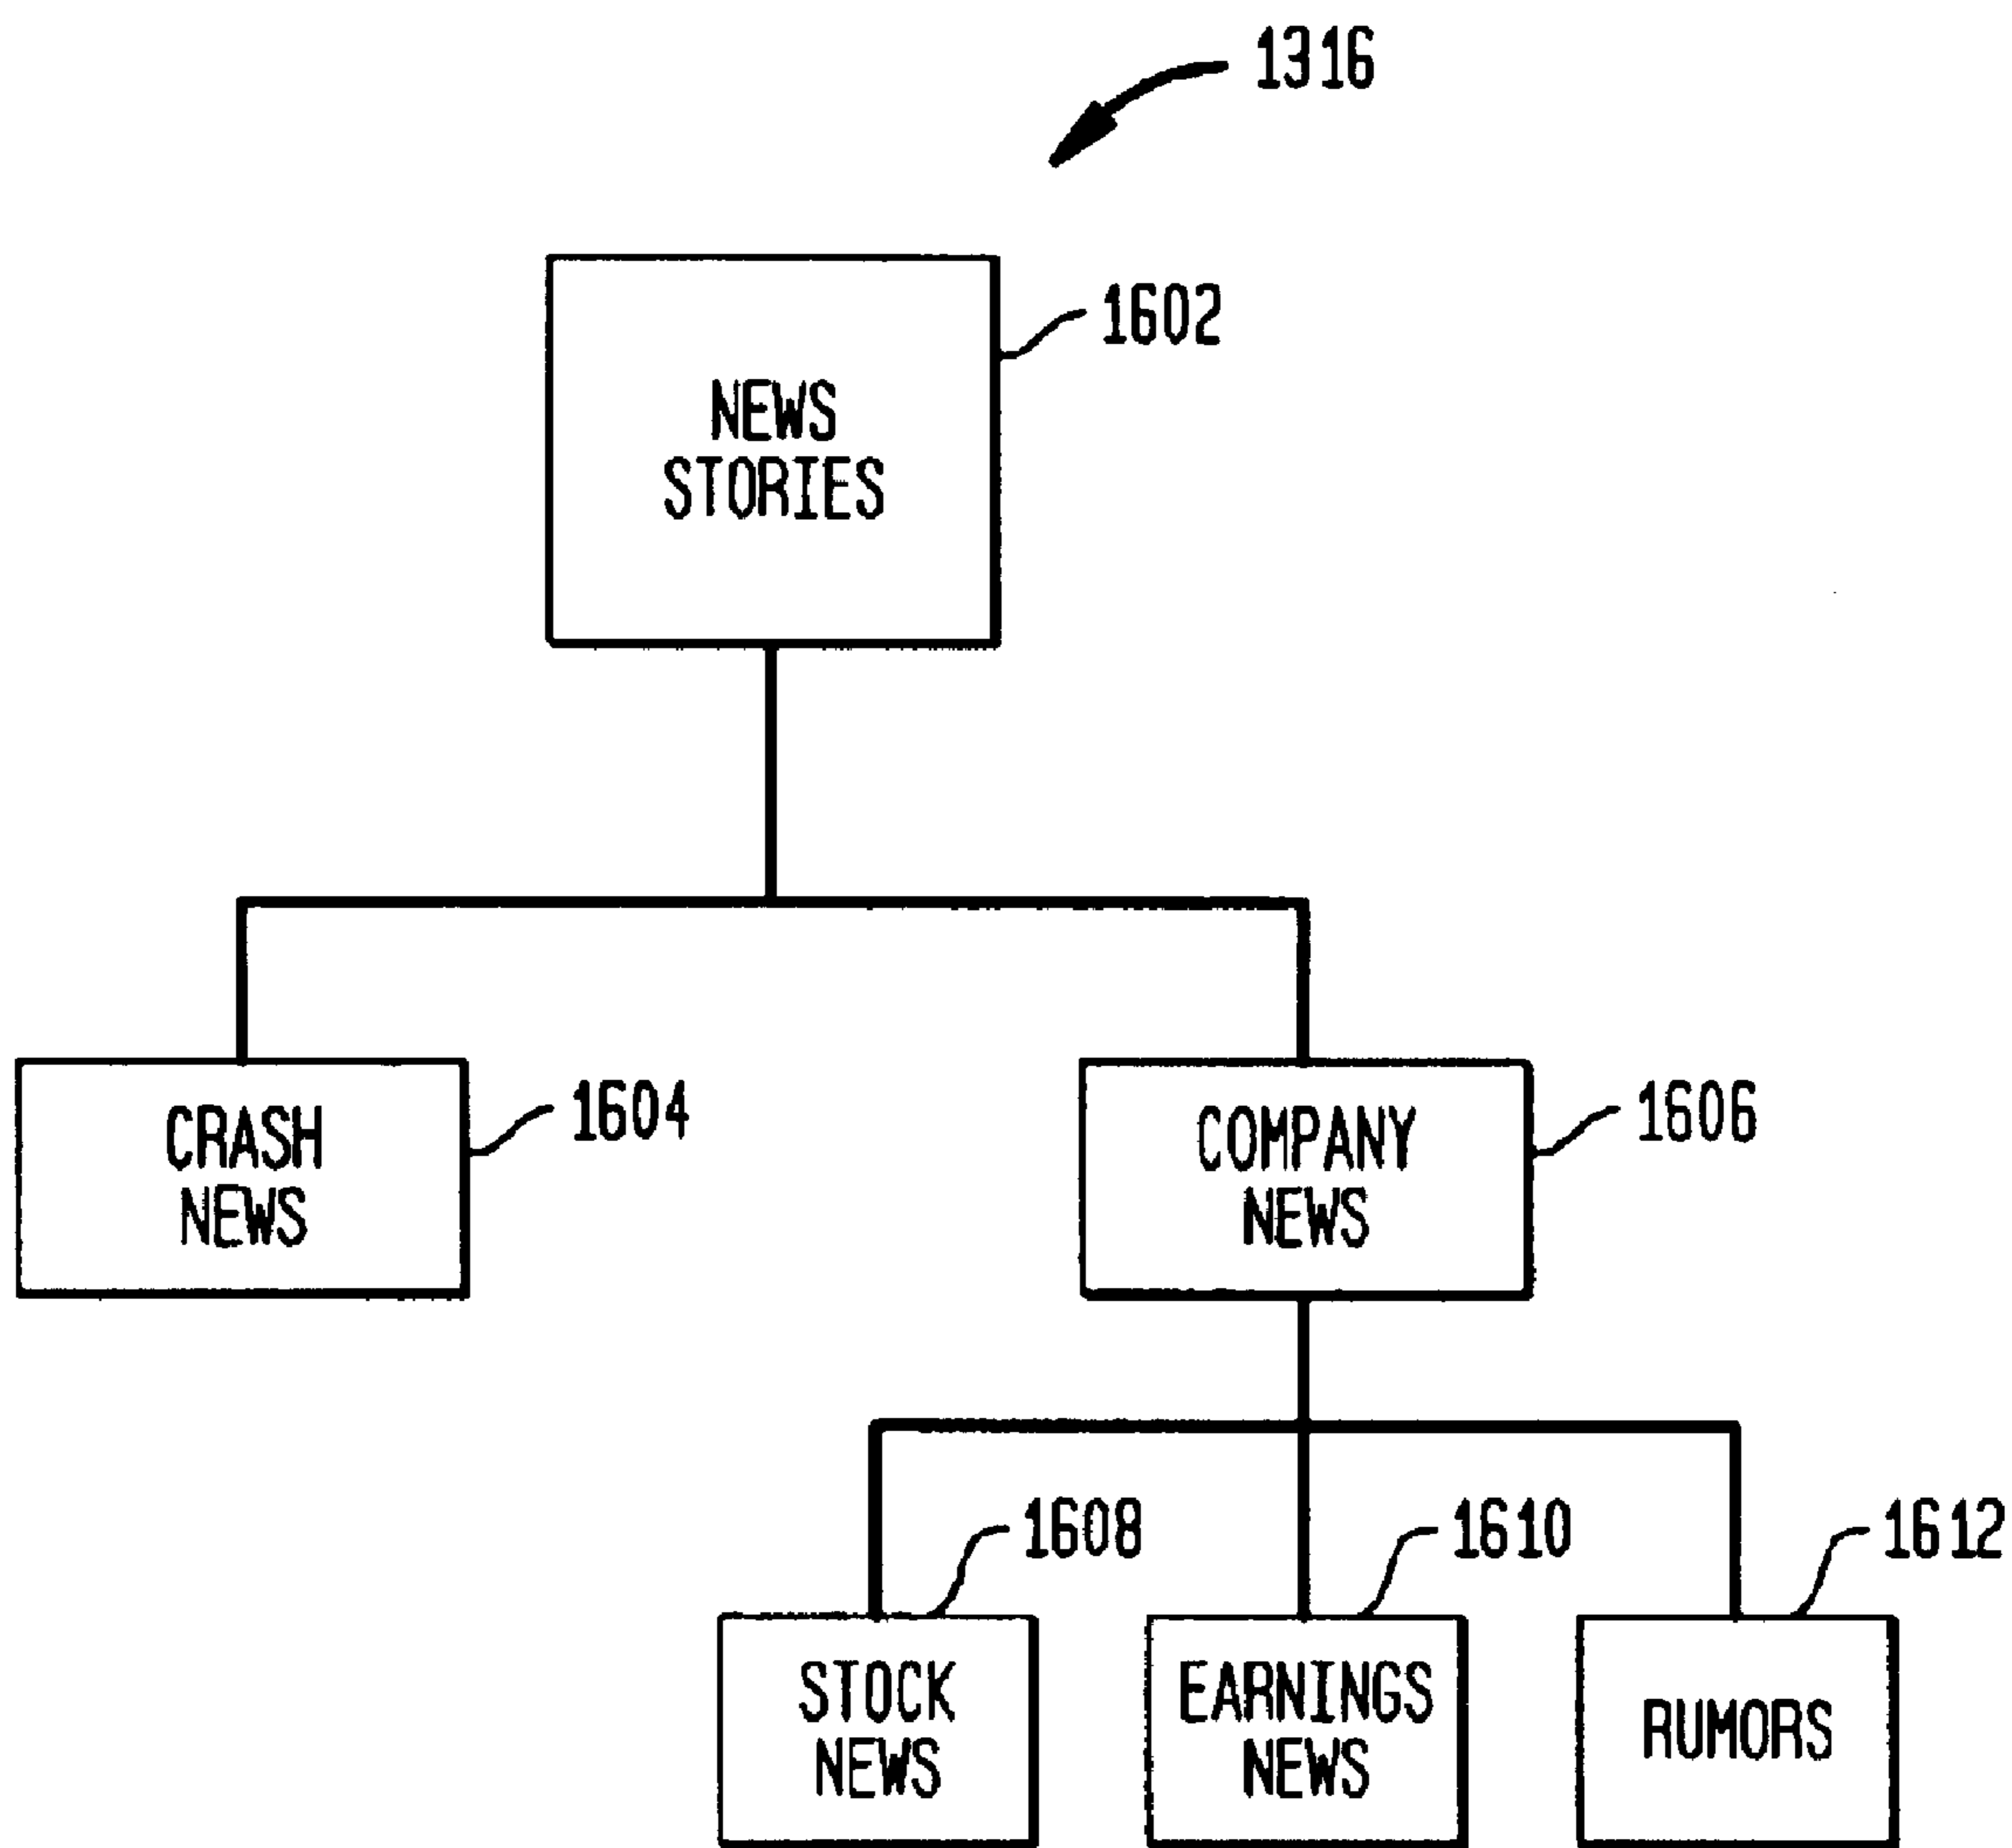 1316
1602
NEWS
STORIES
1604
CRASH
NEWS
1606
COMPANY
NEWS
1608
1610
1612
STOCK
NEWS
EARNINGS
NEWS
RUMORS